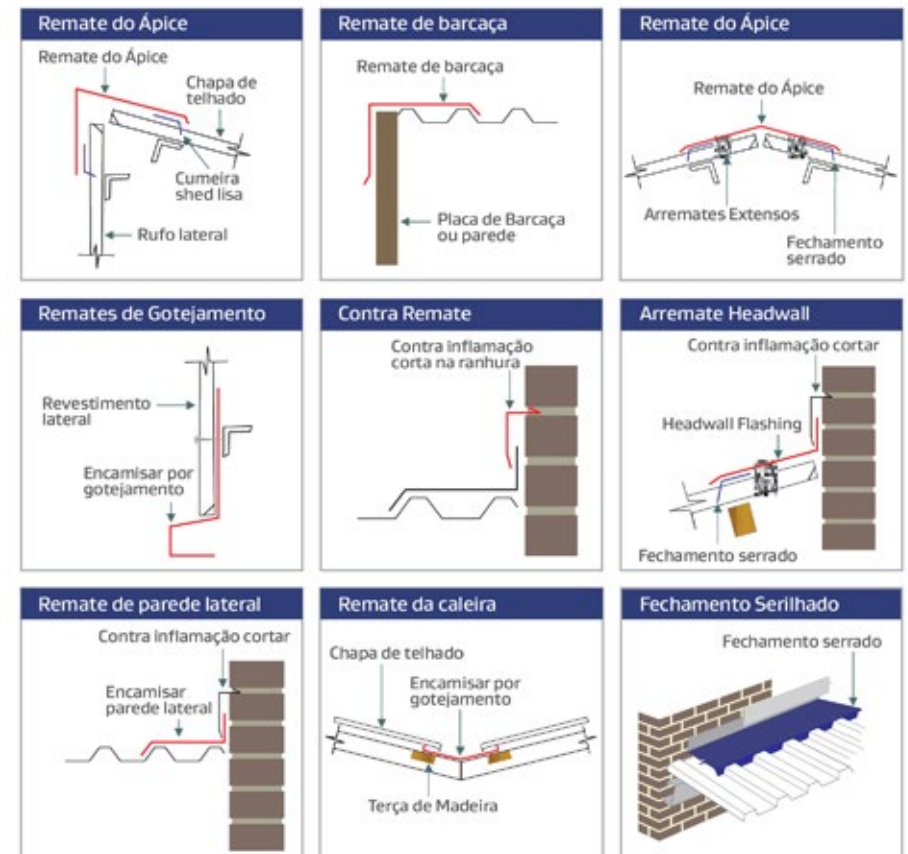 Remate do Ápice
Remate do Ápice
Chapa de
telhado
Cumeira
shed lisa
Rufo lateral
Remate de barcaça
Remate de barcaça
Placa de Barcaça
ou parede
Remate do Ápice
Remate do Ápice
Arremates Extensos
Fechamento
serrado
Remates de Gotejamento
Revestimento
lateral
Encamisar por
gotejamento
Contra Remate
Contra inflamação
corta na ranhura
Arremate Headwall
Contra inflamação cortar
Headwall Flashing
Fechamento serrado
Remate de parede lateral
Contra inflamação cortar
Encamisar
parede lateral
Remate da caleira
Chapa de telhado
Encamisar por
gotejamento
Terça de Madeira
Fechamento Serilhado
Fechamento serrado